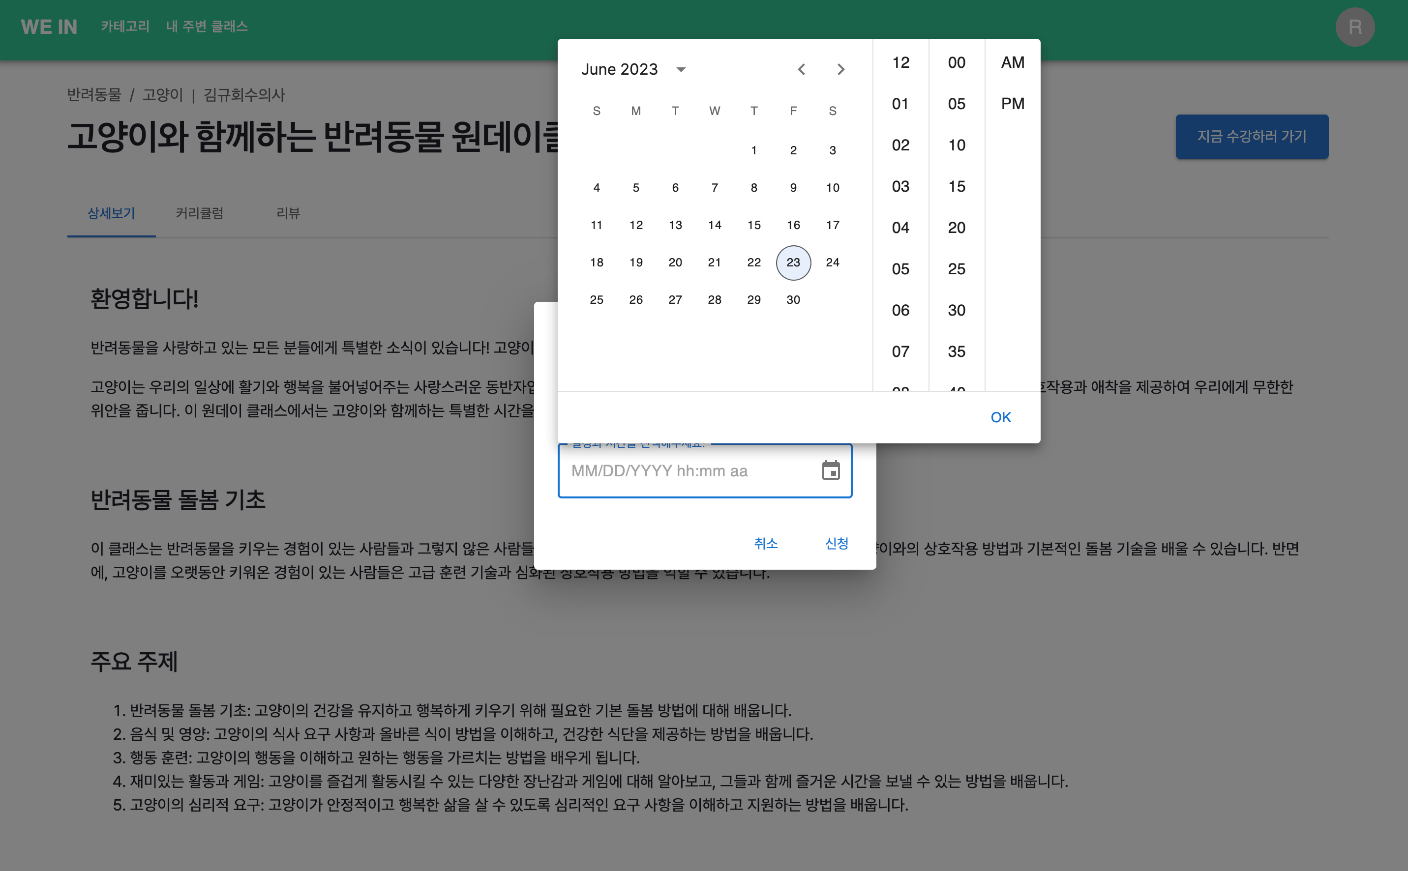 WE IN 카테고리 내 주변 클래스 R
반려동물 / 고양이 | 김규회수의사
고양이와 함께하는 반려동물 원데이클
지금 수강하러 가기
상세보기 커리큘럼 리뷰
June 2023
S M T W T F S
1 2 3
4 5 6 7 8 9 10
11 12 13 14 15 16 17
18 19 20 21 22 23 24
25 26 27 28 29 30
12 00 AM
01 05 PM
02 10
03 15
04 20
05 25
06 30
07 35
OK
MM/DD/YYYY hh:mm aa
취소 신청
환영합니다!
반려동물을 사랑하고 있는 모든 분들에게 특별한 소식이 있습니다! 고양이
고양이는 우리의 일상에 활기와 행복을 불어넣어주는 사랑스러운 동반자입 호작용과 애착을 제공하여 우리에게 무한한
위안을 줍니다. 이 원데이 클래스에서는 고양이와 함께하는 특별한 시간을
반려동물 돌봄 기초
이 클래스는 반려동물을 키우는 경험이 있는 사람들과 그렇지 않은 사람들 양이와의 상호작용 방법과 기본적인 돌봄 기술을 배울 수 있습니다. 반면
에, 고양이를 오랫동안 키워온 경험이 있는 사람들은 고급 훈련 기술과 심화된 상호작용 방법을 익힐 수 있습니다.
주요 주제
1. 반려동물 돌봄 기초: 고양이의 건강을 유지하고 행복하게 키우기 위해 필요한 기본 돌봄 방법에 대해 배웁니다.
2. 음식 및 영양: 고양이의 식사 요구 사항과 올바른 식이 방법을 이해하고, 건강한 식단을 제공하는 방법을 배웁니다.
3. 행동 훈련: 고양이의 행동을 이해하고 원하는 행동을 가르치는 방법을 배우게 됩니다.
4. 재미있는 활동과 게임: 고양이를 즐겁게 활동시킬 수 있는 다양한 장난감과 게임에 대해 알아보고, 그들과 함께 즐거운 시간을 보낼 수 있는 방법을 배웁니다.
5. 고양이의 심리적 요구: 고양이가 안정적이고 행복한 삶을 살 수 있도록 심리적인 요구 사항을 이해하고 지원하는 방법을 배웁니다.